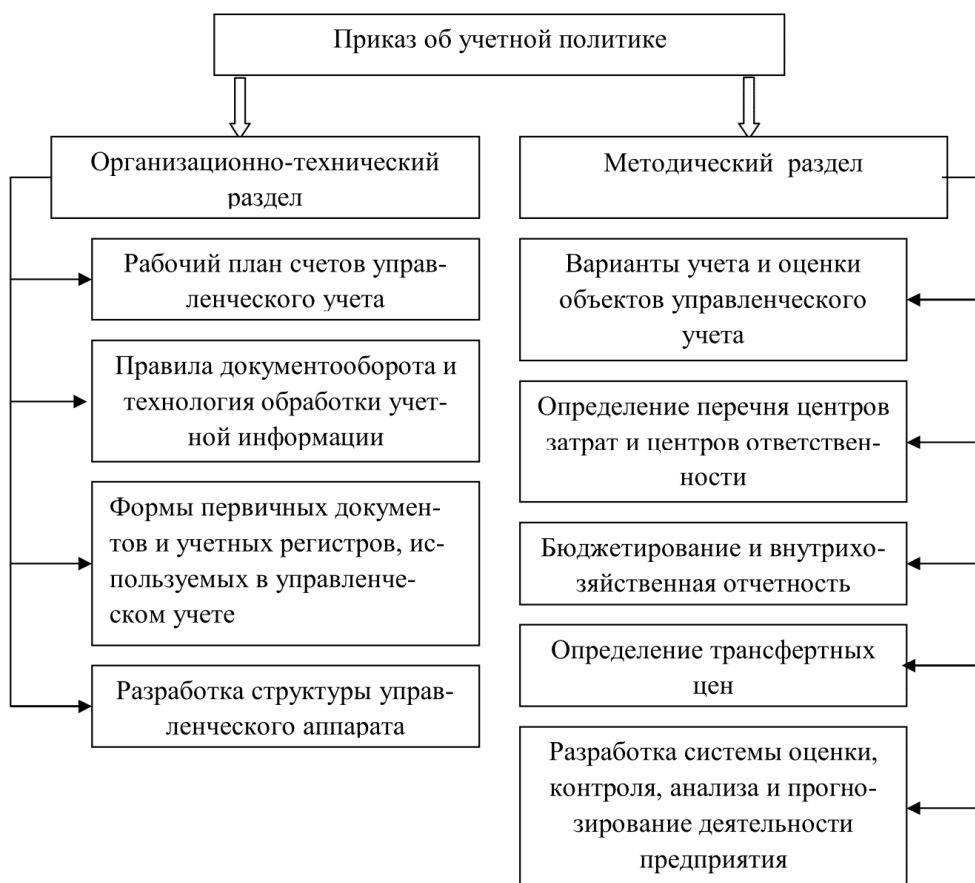 Приказ об учетной политике
Организационно-технический
раздел
Рабочий план счетов управ-
ленческого учета
Правила документооборота и
технология обработки учет-
ной информации
Формы первичных докумен-
тов и учетных регистров, ис-
пользуемых в управленче-
ском учете
Разработка структуры управ-
ленческого аппарата
Методический раздел
Варианты учета и оценки
объектов управленческого
учета
Определение перечня центров
затрат и центров ответствен-
ности
Бюджетирование и внутрихо-
зяйственная отчетность
Определение трансфертных
цен
Разработка системы оценки,
контроля, анализа и прогно-
зирование деятельности
предприятия